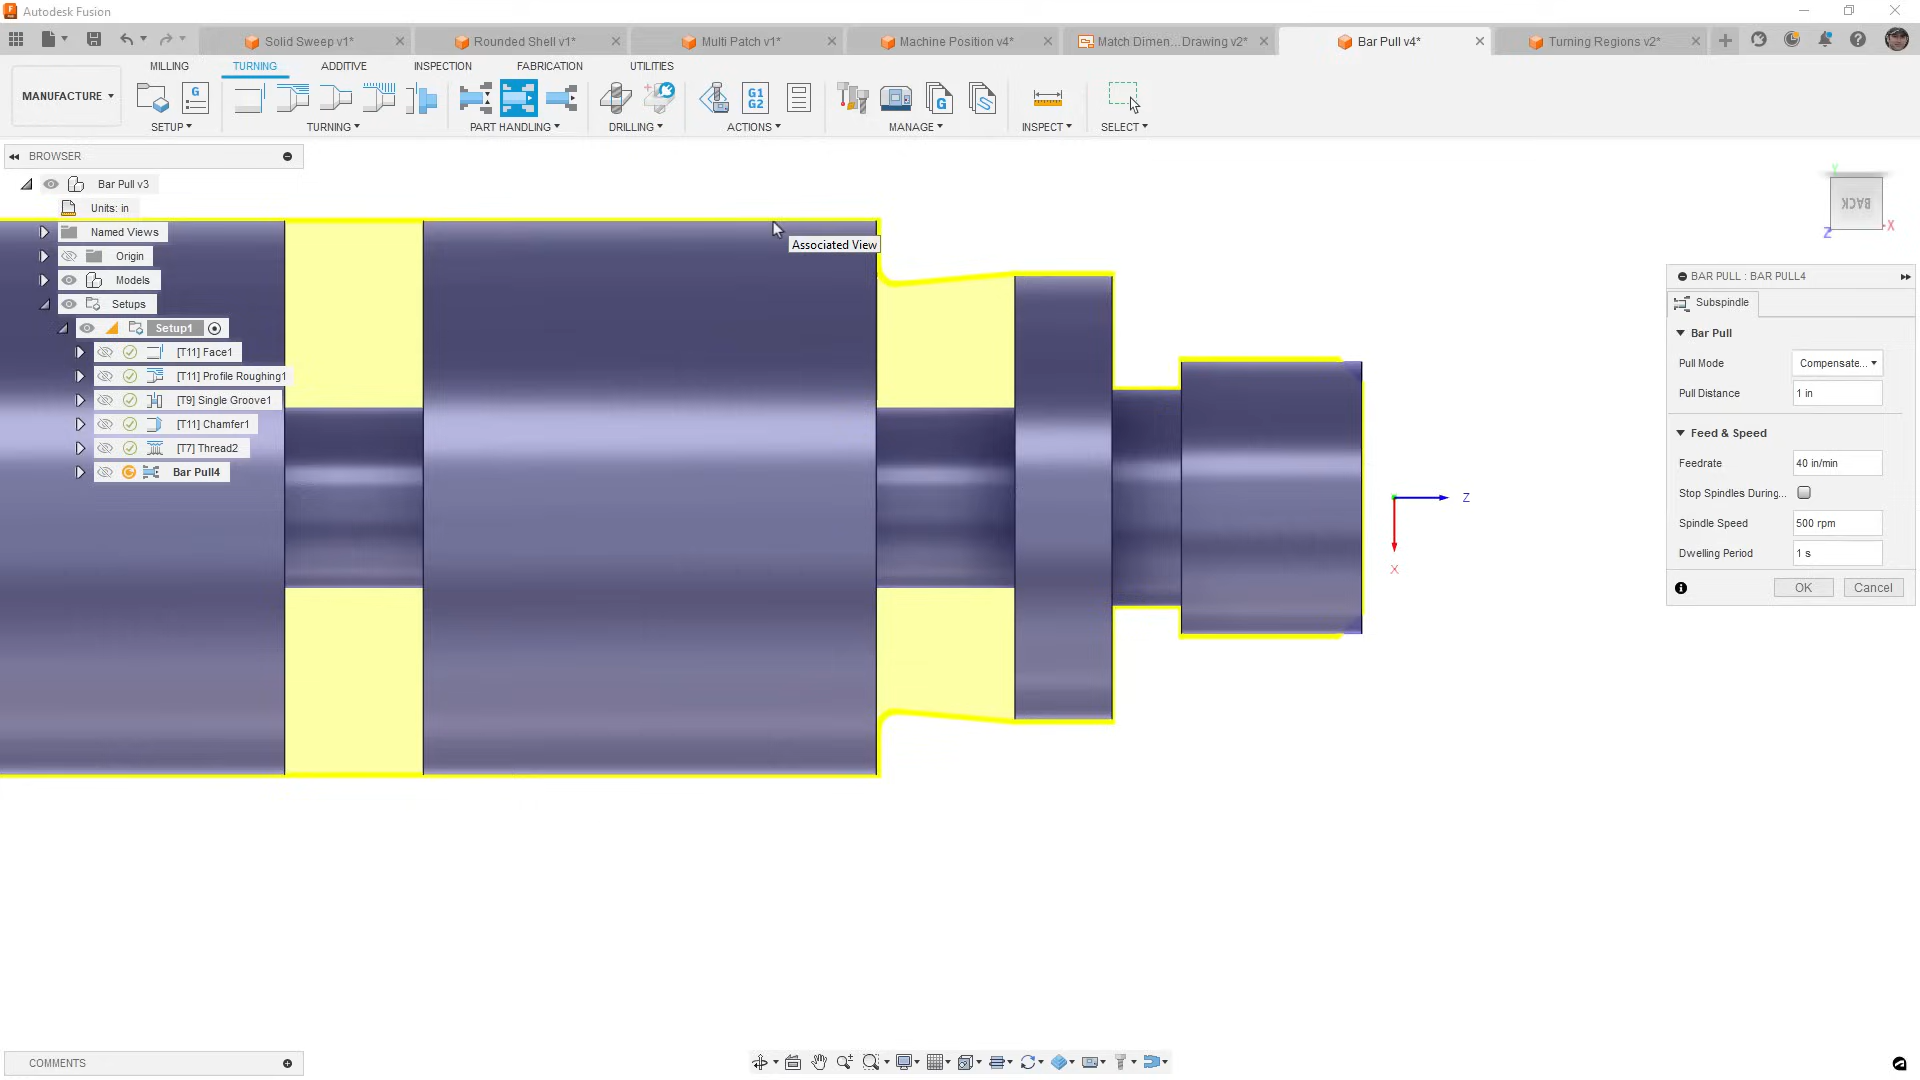 Autodesk Fusion
Solid Sweep v1*
Rounded Shell v1*
Multi Patch v1*
Machine Position v4*
Match Dimen...Drawing v2*
Bar Pull v4*
Turning Regions v2*
MILLING
TURNING
ADDITIVE
INSPECTION
FABRICATION
UTILITIES
MANUFACTURE
SETUP
TURNING
PART HANDLING
DRILLING
ACTIONS
MANAGE
INSPECT
SELECT
G
G1
G2
G
BROWSER
Bar Pull v3
Units: in
Named Views
Origin
Models
Setups
Setup1
[T11] Face1
[T11] Profile Roughing1
[T9] Single Groove1
[T11] Chamfer1
[T7] Thread2
Bar Pull4
Associated View
Z
X
Y
BACK
X
Z
BAR PULL : BAR PULL4
Subspindle
Bar Pull
Pull Mode Compensate...
Pull Distance 1 in
Feed & Speed
Feedrate 40 in/min
Stop Spindles During...
Spindle Speed 500 rpm
Dwelling Period 1 s
OK Cancel
COMMENTS